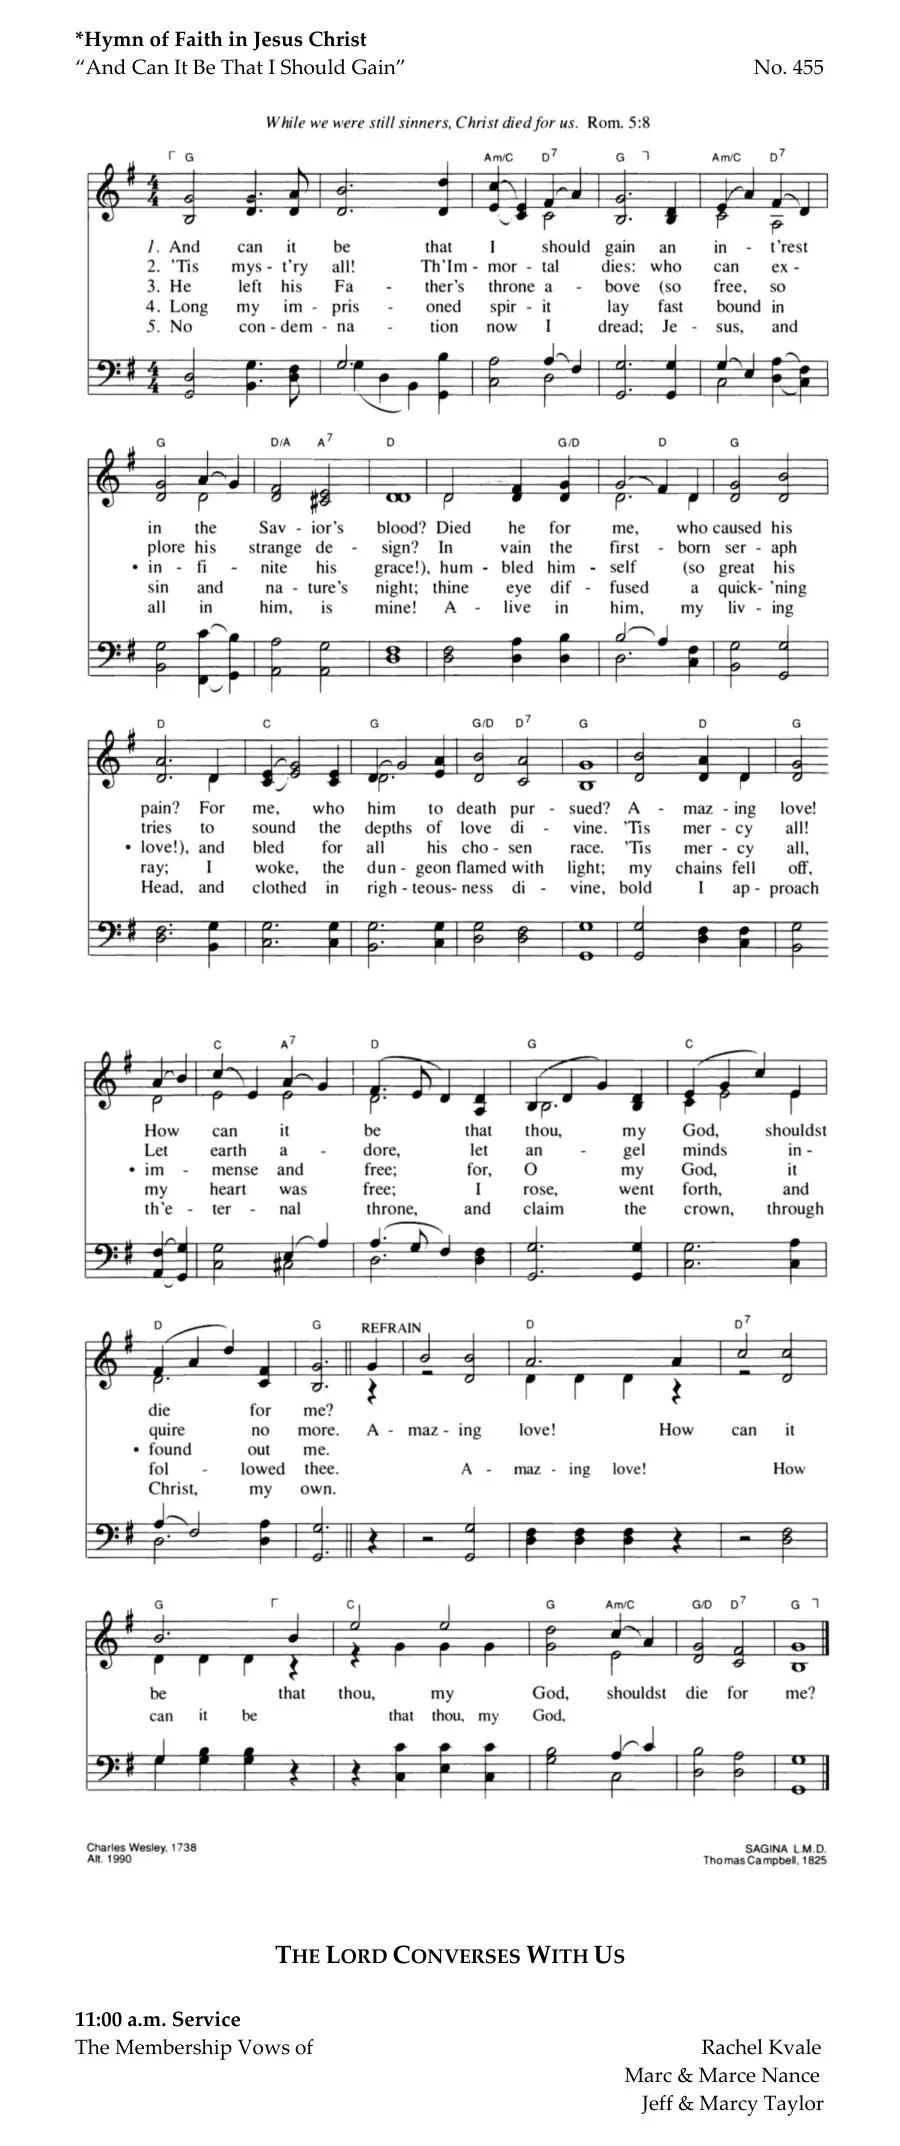 *Hymn of Faith in Jesus Christ
“And Can It Be That I Should Gain” No. 455
While we were still sinners, Christ died for us. Rom. 5:8
G Am/C D7 G Am/C D7
1. And can it be that I should gain an in - t'rest
2. 'Tis mys - t'ry all! Th'Im - mor - tal dies: who can ex -
3. He left his Fa - ther's throne a - bove (so free, so
4. Long my im - pris - oned spir - it lay fast bound in
5. No con - dem - na - tion now I dread; Je - sus, and
G D/A A7 D G/D D G
in the Sav - ior's blood? Died he for me, who caused his
plore his strange de - sign? In vain the first - born ser - aph
• in - fi - nite his grace!), hum - bled him - self (so great his
sin and na - ture's night; thine eye dif - fused a quick - 'ning
all in him, is mine! A - live in him, my liv - ing
D C G G/D D7 G D G
pain? For me, who him to death pur - sued? A - maz - ing love!
tries to sound the depths of love di - vine. 'Tis mer - cy all!
• love!), and bled for all his cho - sen race. 'Tis mer - cy all,
ray; I woke, the dun - geon flamed with light; my chains fell off,
Head, and clothed in righ - teous - ness di - vine, bold I ap - proach
C A7 D G C
How can it be that thou, my God, shouldst
Let earth a - dore, let an - gel minds in -
• im - mense and free; for, O my God, it
my heart was free; I rose, went forth, and
th'e - ter - nal throne, and claim the crown, through
D G REFRAIN D D7
die for me?
quire no more. A - maz - ing love! How can it
• found out me.
fol - lowed thee. A - maz - ing love! How
Christ, my own.
G C G Am/C G/D D7 G
be that thou, my God, shouldst die for me?
can it be that thou, my God,
Charles Wesley, 1738 SAGINA L.M.D.
Alt. 1990 Thomas Campbell, 1825
THE LORD CONVERSES WITH US
11:00 a.m. Service
The Membership Vows of Rachel Kvale
Marc & Marce Nance
Jeff & Marcy Taylor